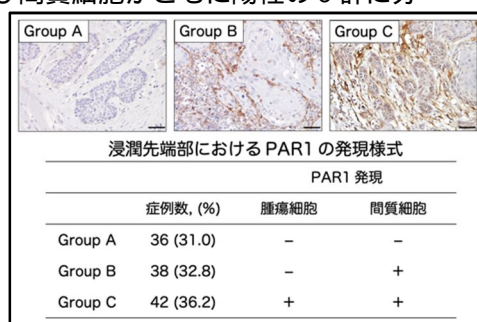 Group A Group B Group C
浸潤先端部におけるPAR1の発現様式
PAR1 発現
症例数, (%) 腫瘍細胞 間質細胞
Group A 36 (31.0) − −
Group B 38 (32.8) − +
Group C 42 (36.2) + +